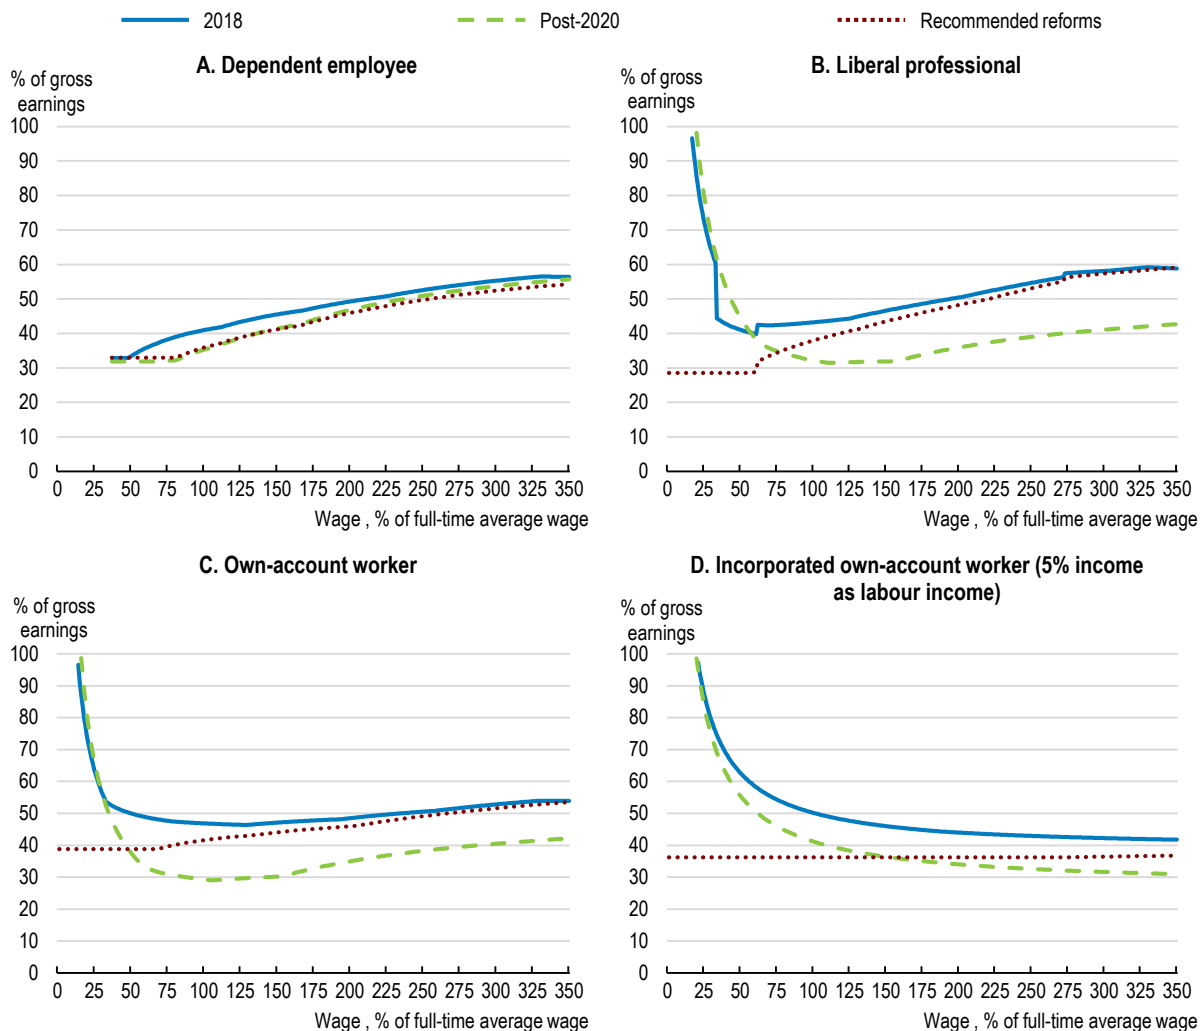 2018 Post-2020 Recommended reforms
A. Dependent employee
% of gross
earnings
100
90
80
70
60
50
40
30
20
10
0
0 25 50 75 100 125 150 175 200 225 250 275 300 325 350
Wage , % of full-time average wage
B. Liberal professional
% of gross
earnings
100
90
80
70
60
50
40
30
20
10
0
0 25 50 75 100 125 150 175 200 225 250 275 300 325 350
Wage , % of full-time average wage
C. Own-account worker
% of gross
earnings
100
90
80
70
60
50
40
30
20
10
0
0 25 50 75 100 125 150 175 200 225 250 275 300 325 350
Wage , % of full-time average wage
D. Incorporated own-account worker (5% income
as labour income)
% of gross
earnings
100
90
80
70
60
50
40
30
20
10
0
0 25 50 75 100 125 150 175 200 225 250 275 300 325 350
Wage , % of full-time average wage